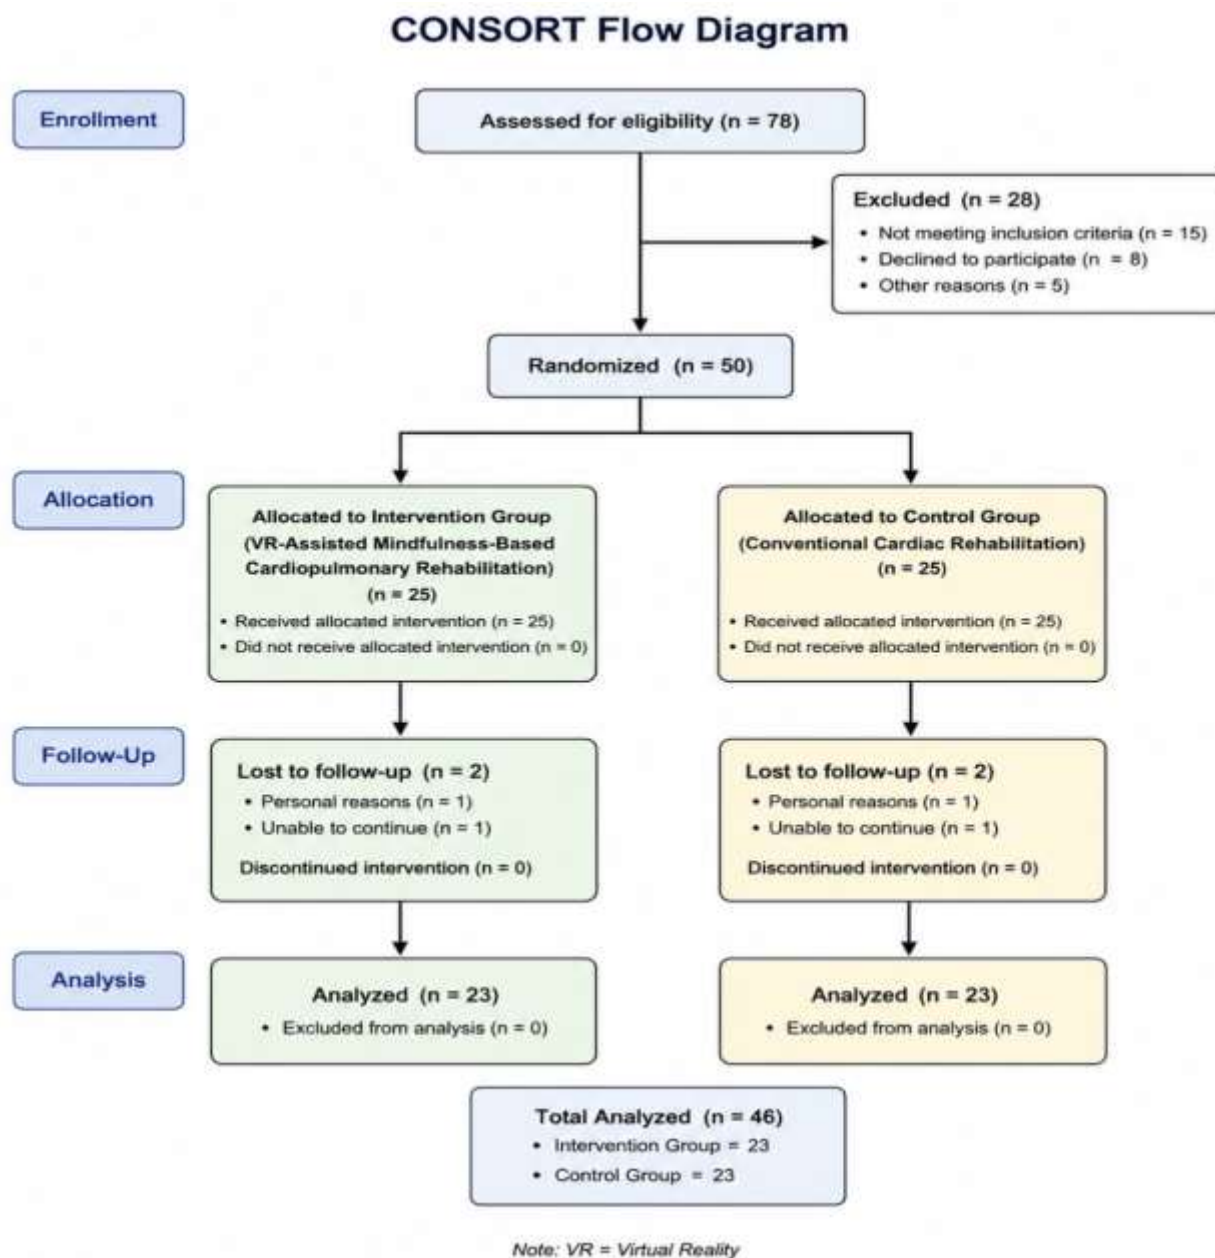 CONSORT Flow Diagram
Enrollment
Assessed for eligibility (n = 78)
Excluded (n = 28)
• Not meeting inclusion criteria (n = 15)
• Declined to participate (n = 8)
• Other reasons (n = 5)
Randomized (n = 50)
Allocation
Allocated to Intervention Group
(VR-Assisted Mindfulness-Based
Cardiopulmonary Rehabilitation)
(n = 25)
• Received allocated intervention (n = 25)
• Did not receive allocated intervention (n = 0)
Allocated to Control Group
(Conventional Cardiac Rehabilitation)
(n = 25)
• Received allocated intervention (n = 25)
• Did not receive allocated intervention (n = 0)
Follow-Up
Lost to follow-up (n = 2)
• Personal reasons (n = 1)
• Unable to continue (n = 1)
Discontinued intervention (n = 0)
Lost to follow-up (n = 2)
• Personal reasons (n = 1)
• Unable to continue (n = 1)
Discontinued intervention (n = 0)
Analysis
Analyzed (n = 23)
• Excluded from analysis (n = 0)
Analyzed (n = 23)
• Excluded from analysis (n = 0)
Total Analyzed (n = 46)
• Intervention Group = 23
• Control Group = 23
Note: VR = Virtual Reality